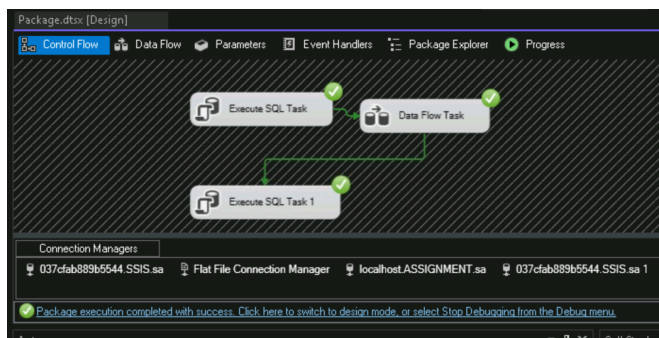 Package.dtsx [Design]
Control Flow Data Flow Parameters Event Handlers Package Explorer Progress
Execute SQL Task
Data Flow Task
Execute SQL Task 1
Connection Managers
037cfab889b5544.SSIS.sa Flat File Connection Manager localhost.ASSIGNMENT.sa 037cfab889b5544.SSIS.sa 1
Package execution completed with success. Click here to switch to design mode, or select Stop Debugging from the Debug menu.